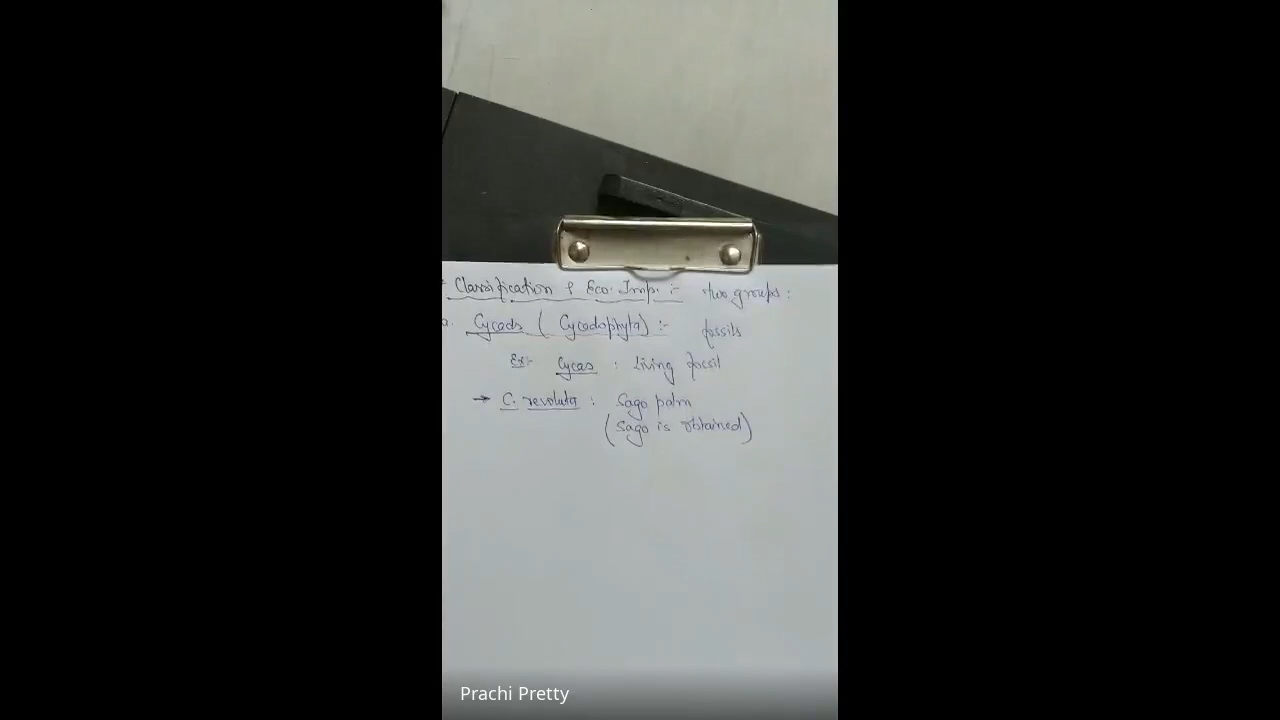 Classification & Eco. Imp. :- two groups :
a. Cycads ( Cycadophyta) :- fossils
Ex:- Cycas : living fossil
→ C. revoluta : Sago palm
(Sago is obtained)
Prachi Pretty